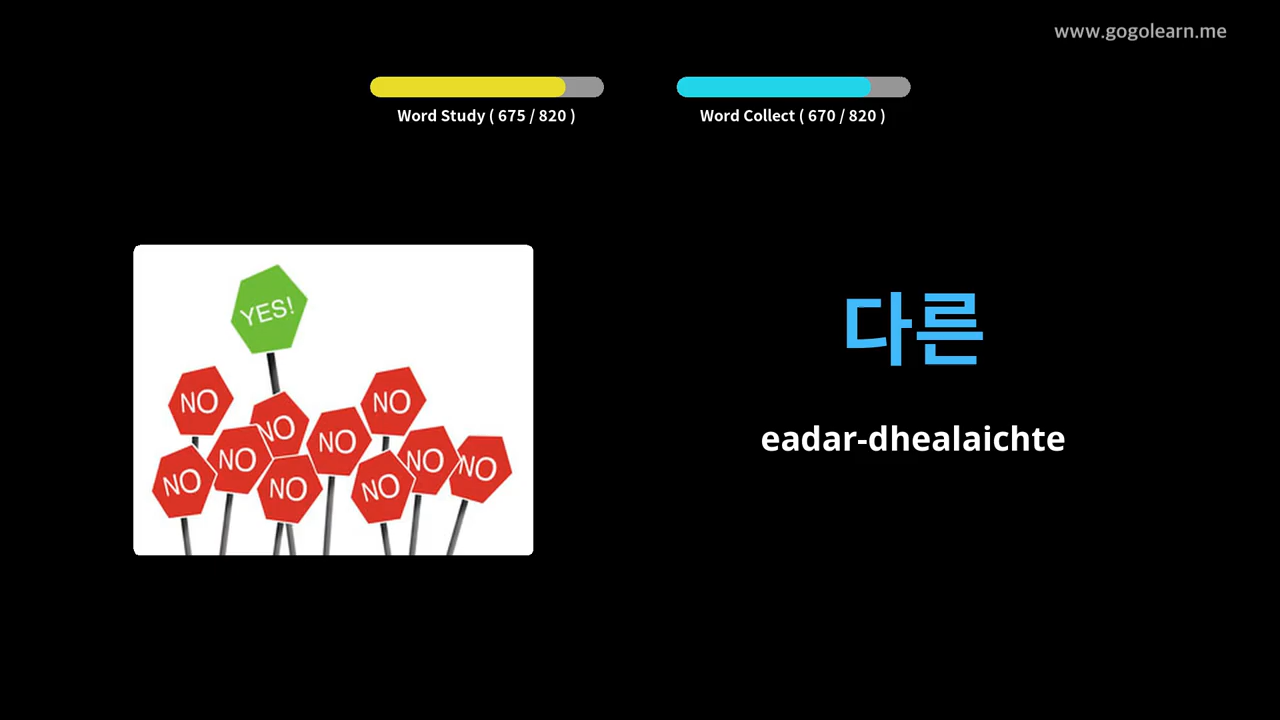 www.gogolearn.me
Word Study ( 675 / 820 )
Word Collect ( 670 / 820 )
YES!
NO
NO
NO
NO
NO
NO
NO
NO
NO
NO
다른
eadar-dhealaichte